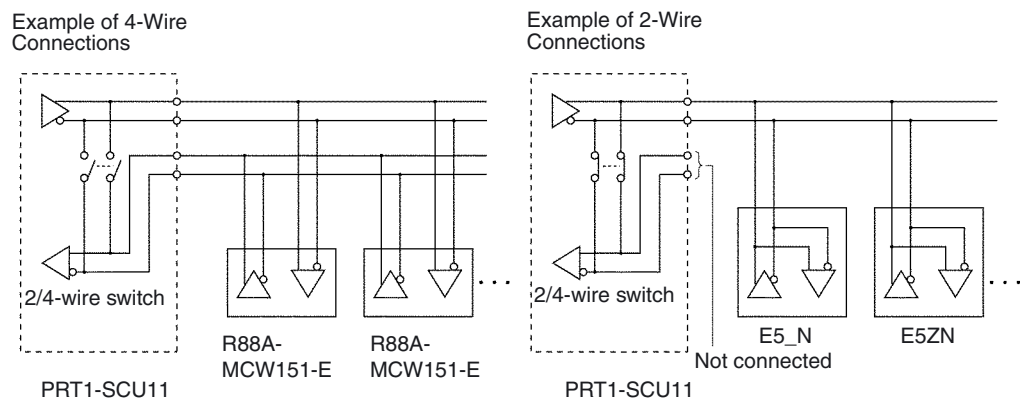 Example of 4-Wire
Connections
2/4-wire switch
R88A-
MCW151-E
R88A-
MCW151-E
. . .
PRT1-SCU11
Example of 2-Wire
Connections
2/4-wire switch
E5_N
E5ZN
. . .
Not connected
PRT1-SCU11